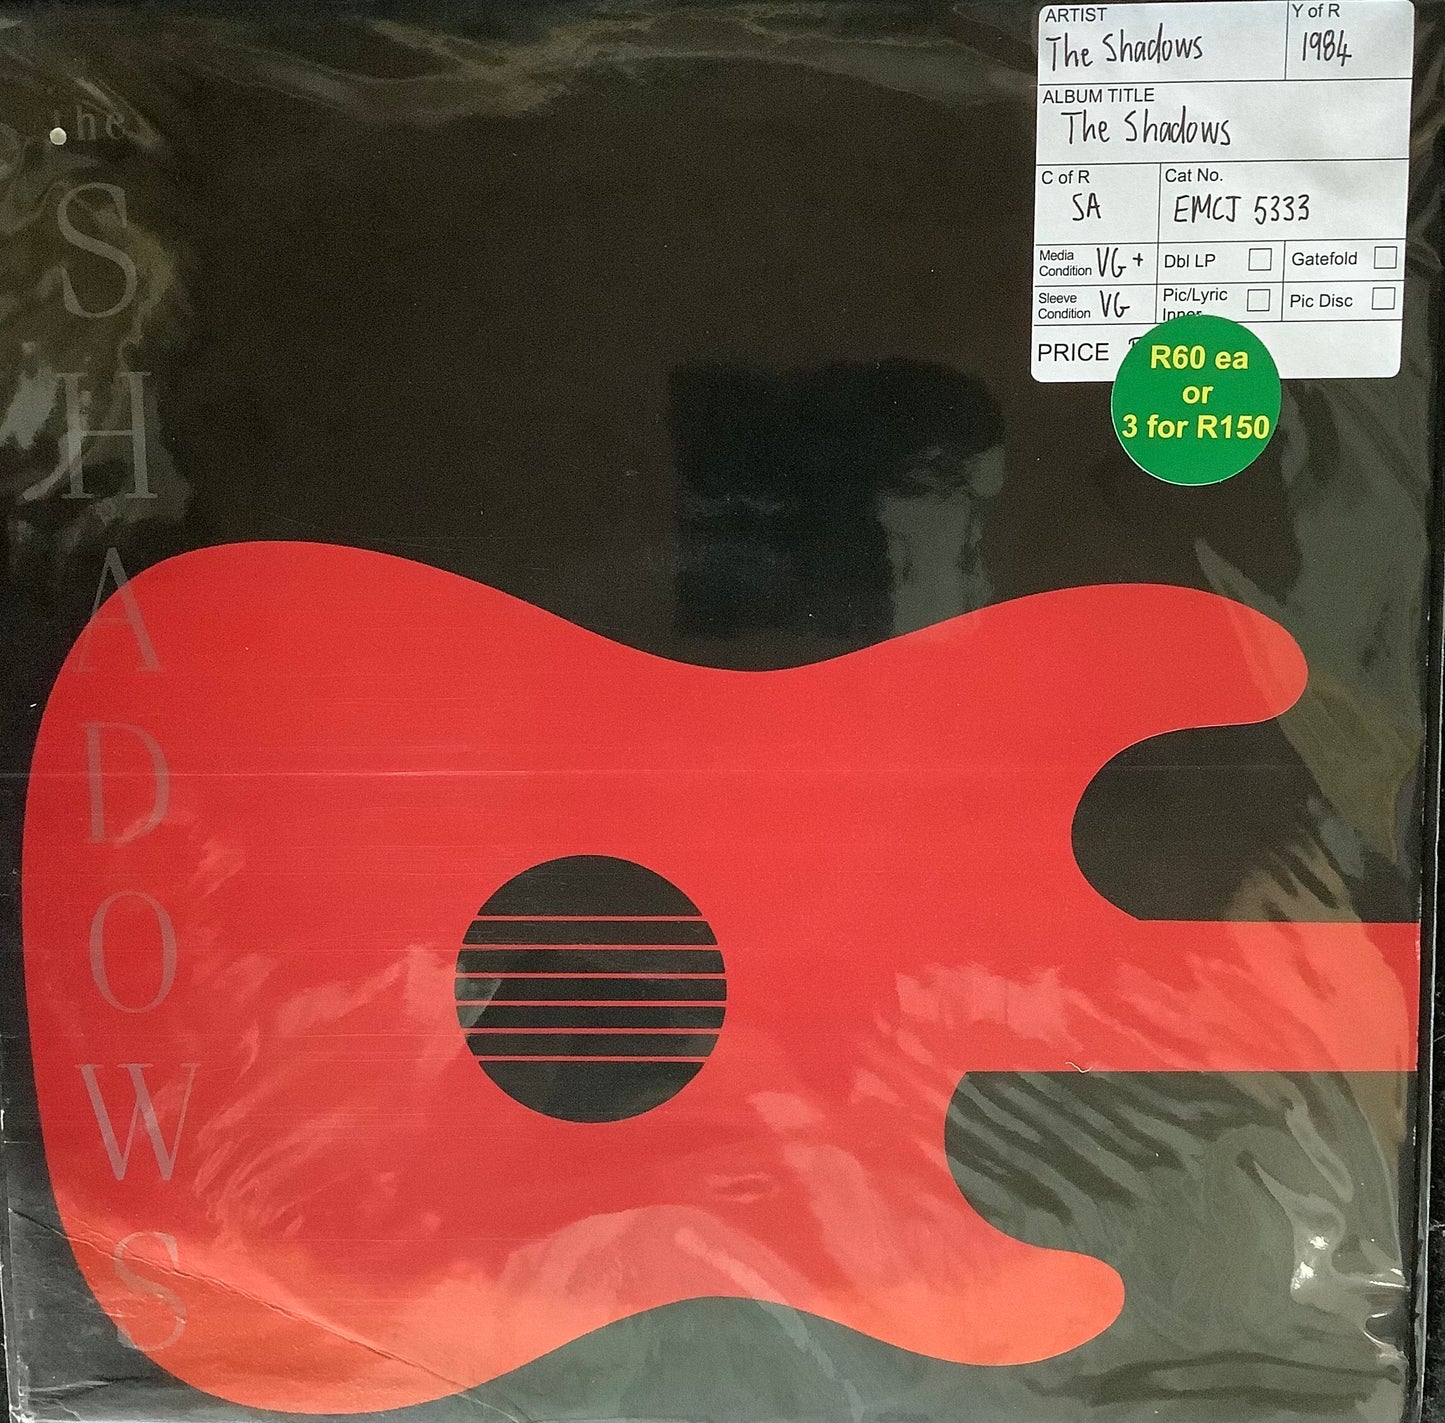 ARTIST
The Shadows
Y of R
1984
ALBUM TITLE
The Shadows
C of R
SA
Cat No.
EMCJ 5333
Media
Condition VG+
Dbl LP
Gatefold
Sleeve
Condition VG
Pic/Lyric
Inner
Pic Disc
PRICE
R60 ea
or
3 for R150
the
S
H
A
D
O
W
S